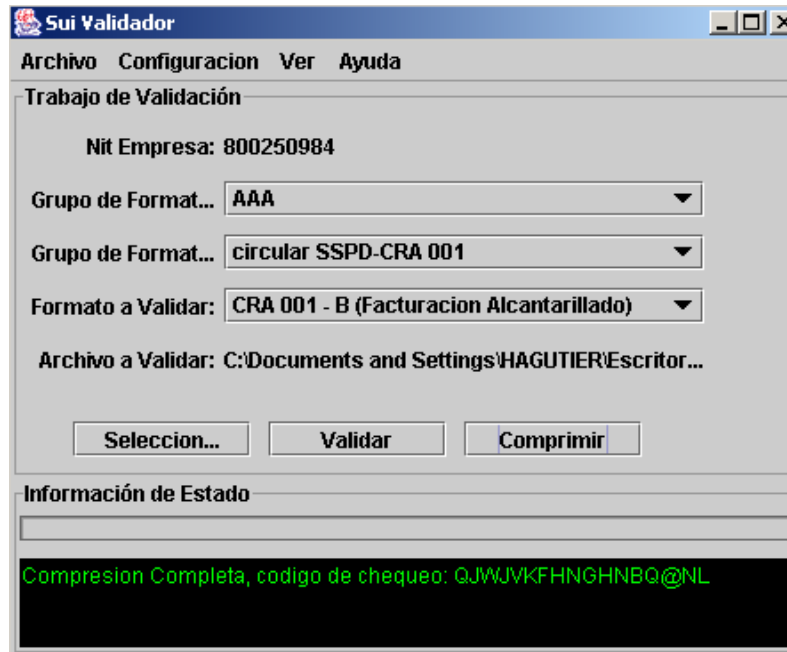 Sui Validador
Archivo Configuracion Ver Ayuda
Trabajo de Validación
Nit Empresa: 800250984
Grupo de Format... AAA
Grupo de Format... circular SSPD-CRA 001
Formato a Validar: CRA 001 - B (Facturacion Alcantarillado)
Archivo a Validar: C:\Documents and Settings\HAGUTIER\Escritor...
Seleccion... Validar Comprimir
Información de Estado
Compresion Completa, codigo de chequeo: QJWJVKFHNGHNBQ@NL